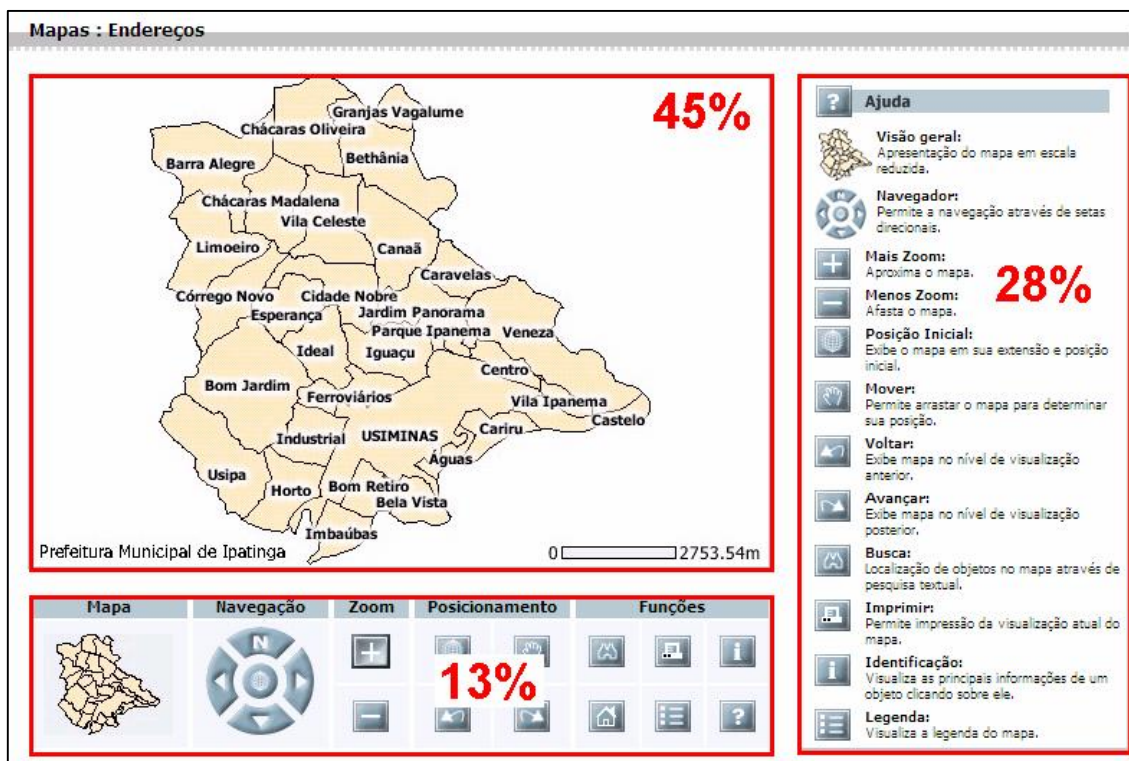 Mapas : Endereços
45%
Granjas Vagalume
Chácaras Oliveira
Bethânia
Barra Alegre
Chácaras Madalena
Vila Celeste
Limoeiro
Canaã
Caravelas
Córrego Novo
Cidade Nobre
Esperança
Jardim Panorama
Parque Ipanema
Veneza
Ideal
Iguaçu
Centro
Bom Jardim
Ferroviários
Vila Ipanema
Castelo
Cariru
Industrial
USIMINAS
Águas
Usipa
Horto
Bom Retiro
Bela Vista
Imbaúbas
Prefeitura Municipal de Ipatinga
0 2753.54m
Mapa Navegação Zoom Posicionamento Funções
N
13%
i
?
? Ajuda
Visão geral:
Apresentação do mapa em escala
reduzida.
N
Navegador:
Permite a navegação através de setas
direcionais.
Mais Zoom:
Aproxima o mapa.
28%
Menos Zoom:
Afasta o mapa.
Posição Inicial:
Exibe o mapa em sua extensão e posição
inicial.
Mover:
Permite arrastar o mapa para determinar
sua posição.
Voltar:
Exibe mapa no nível de visualização
anterior.
Avançar:
Exibe mapa no nível de visualização
posterior.
Busca:
Localização de objetos no mapa através de
pesquisa textual.
Imprimir:
Permite impressão da visualização atual do
mapa.
i
Identificação:
Visualiza as principais informações de um
objeto clicando sobre ele.
Legenda:
Visualiza a legenda do mapa.